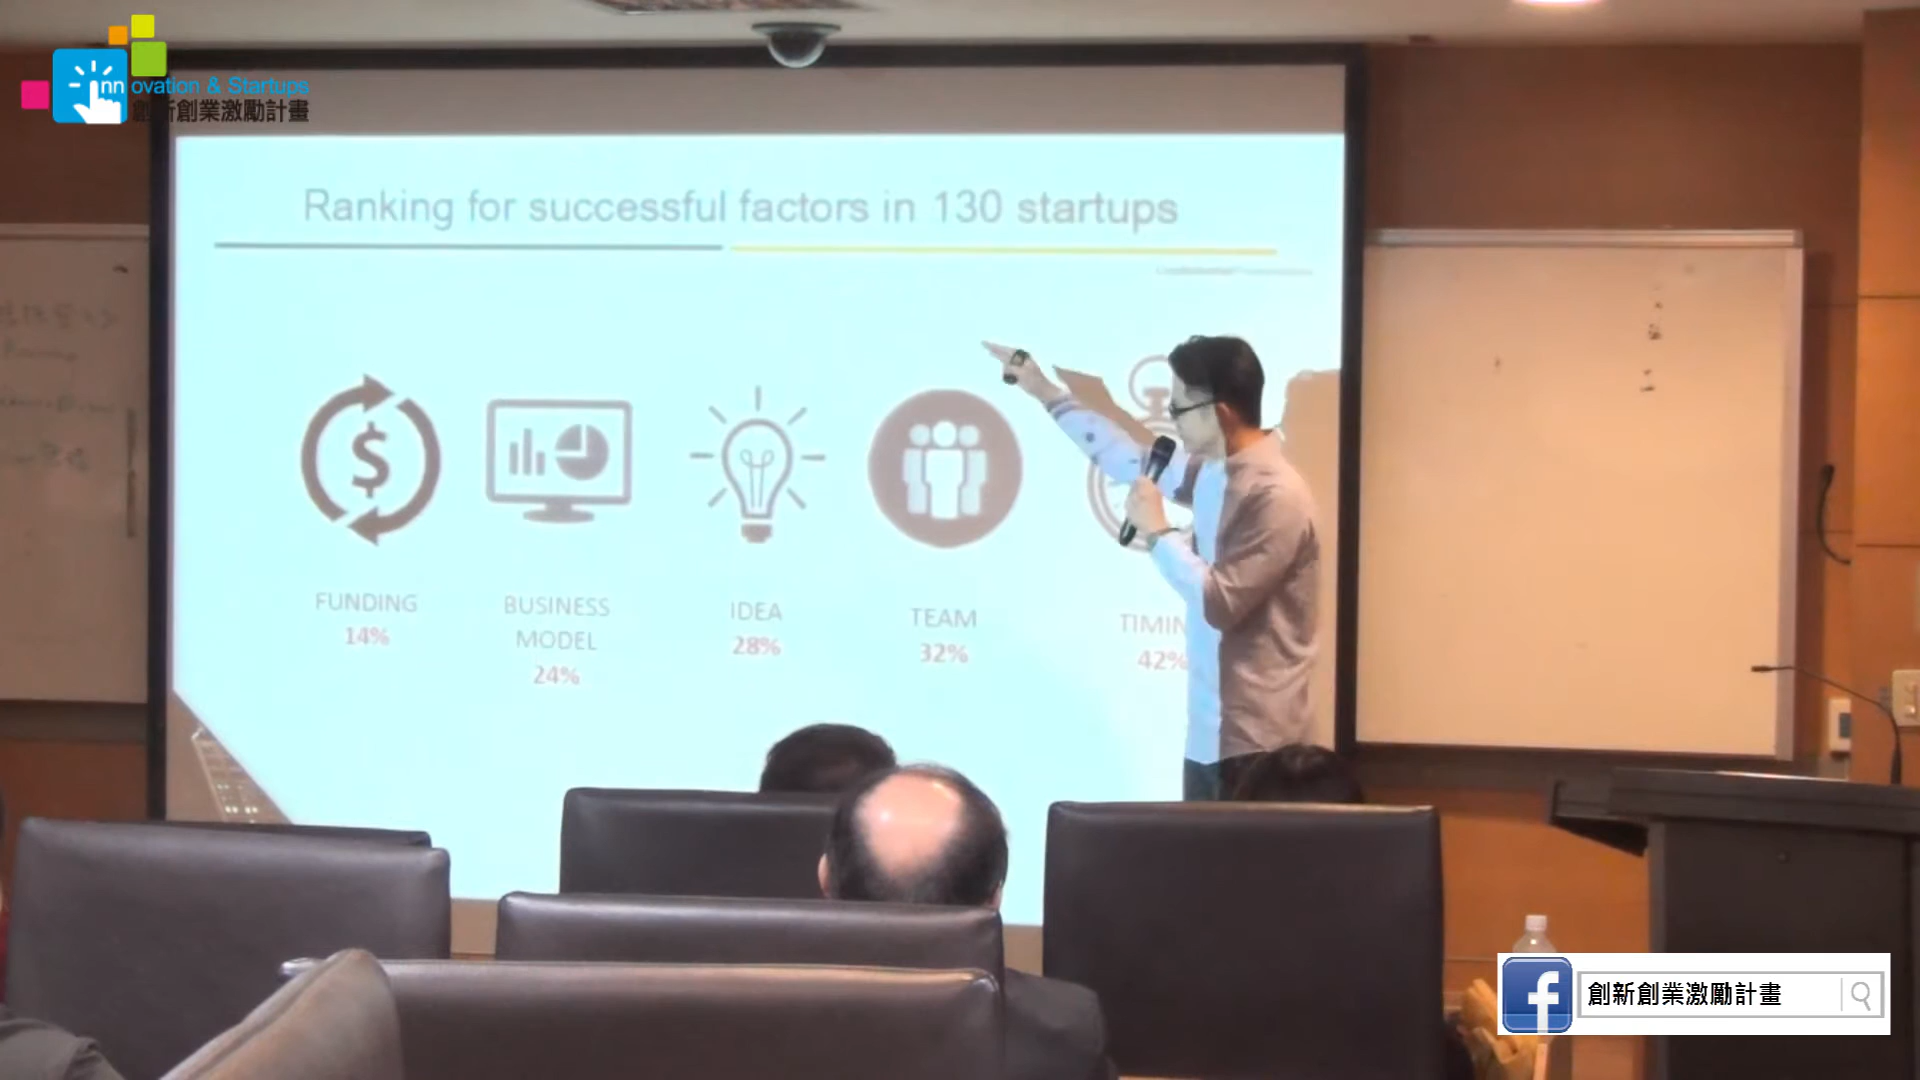 innovation & Startups
創新創業激勵計畫
Ranking for successful factors in 130 startups
FUNDING
14%
BUSINESS
MODEL
24%
IDEA
28%
TEAM
32%
TIMIN
42%
創新創業激勵計畫